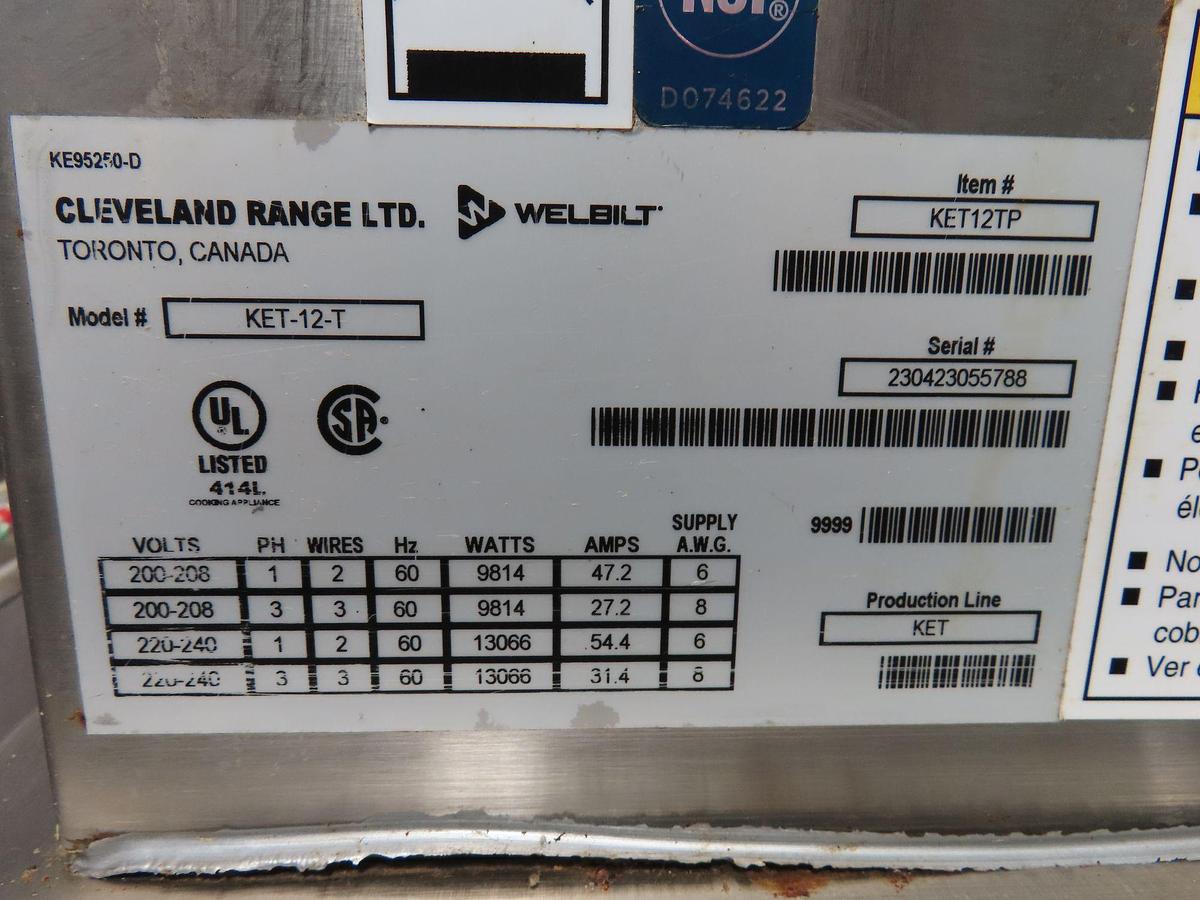 D074622
KE95250-D
CLEVELAND RANGE LTD.
WELBILT
TORONTO, CANADA
Item #
KET12TP
Model #
KET-12-T
Serial #
230423055788
UL
LISTED
414L
COOKING APPLIANCE
SA®
9999
Production Line
KET
VOLTS PH WIRES Hz. WATTS AMPS SUPPLY A.W.G.
200-208 1 2 60 9814 47.2 6
200-208 3 3 60 9814 27.2 8
220-240 1 2 60 13066 54.4 6
220-240 3 3 60 13066 31.4 8
No
Par
cob
Ver